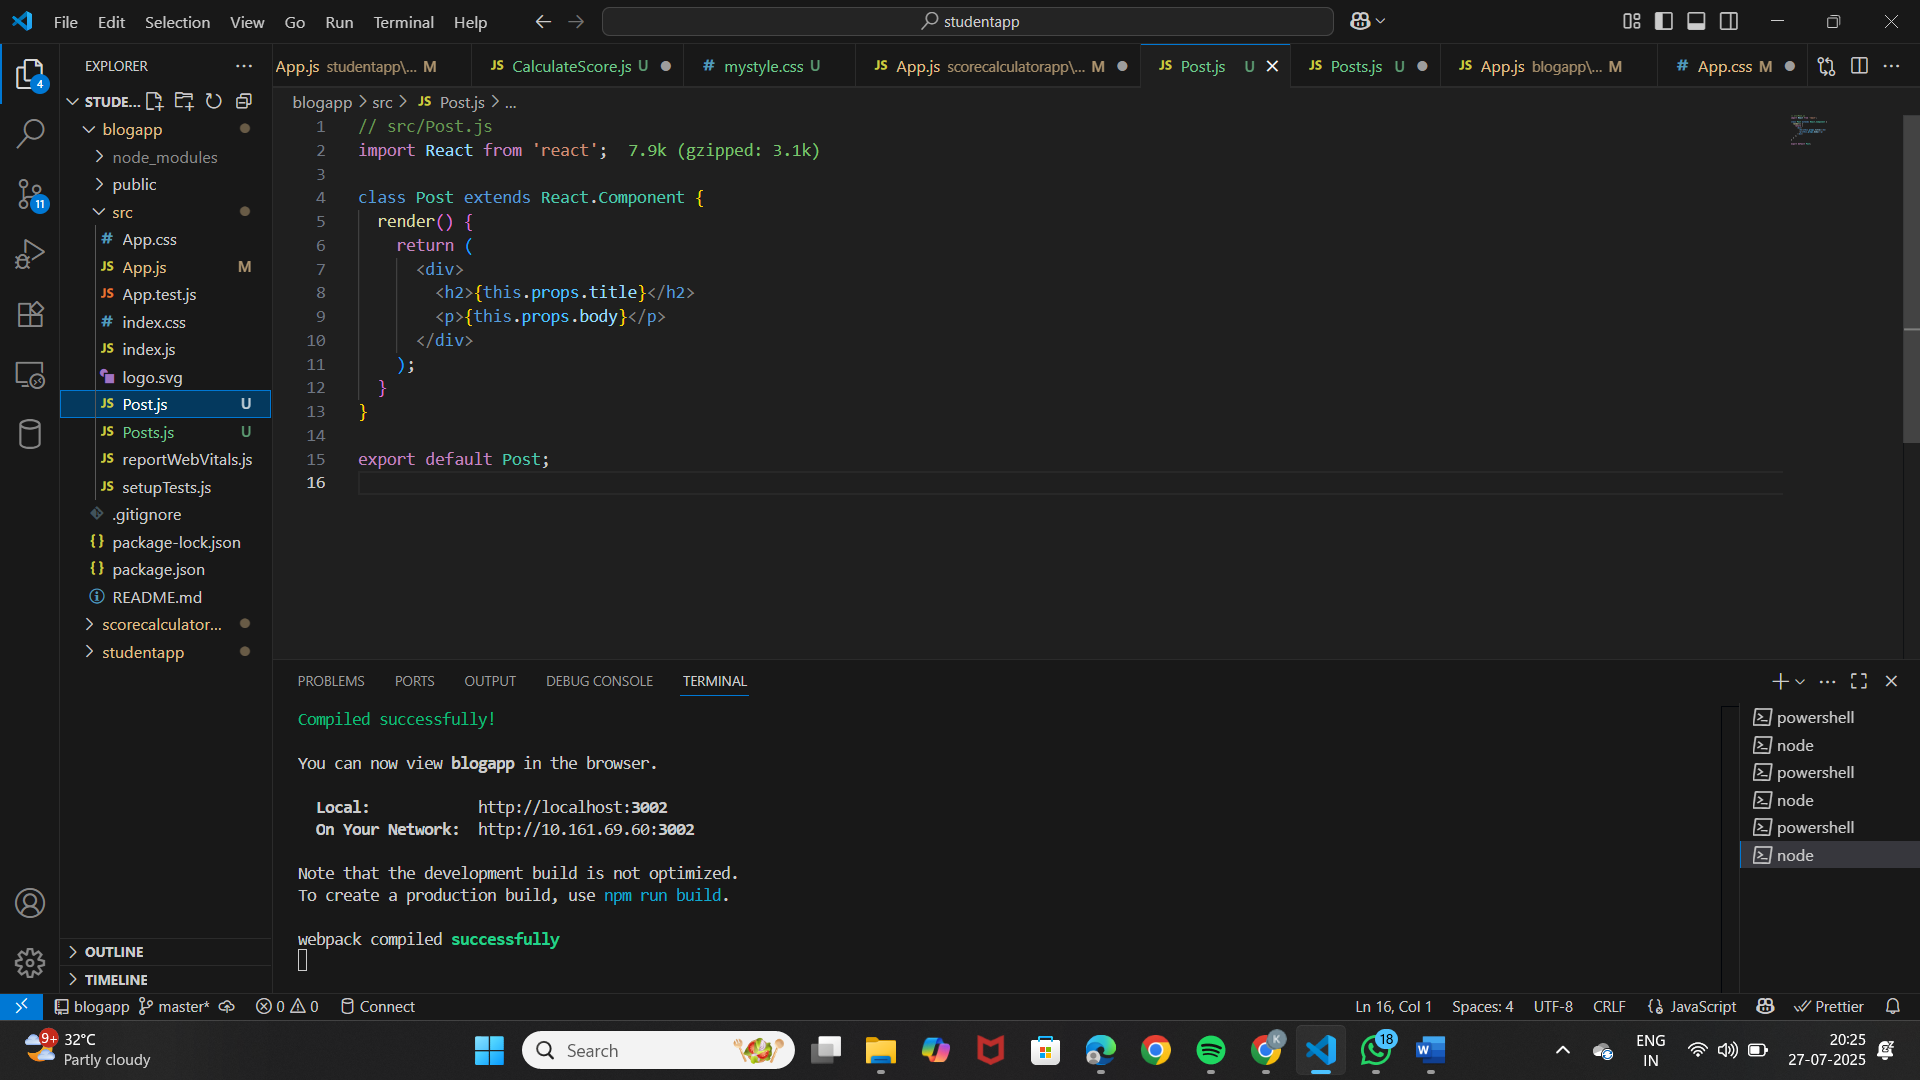 File Edit Selection View Go Run Terminal Help
studentapp
EXPLORER
App.js studentapp\... M
CalculateScore.js U
mystyle.css U
App.js scorecalculatorapp\... M
Post.js U
Posts.js U
App.js blogapp\... M
App.css M
STUDE...
blogapp > src > JS Post.js > ...
blogapp
node_modules
public
src
App.css
App.js M
App.test.js
index.css
index.js
logo.svg
Post.js U
Posts.js U
reportWebVitals.js
setupTests.js
.gitignore
package-lock.json
package.json
README.md
scorecalculator...
studentapp
OUTLINE
TIMELINE
4
11
1 // src/Post.js
2 import React from 'react'; 7.9k (gzipped: 3.1k)
3
4 class Post extends React.Component {
5 render() {
6 return (
7 <div>
8 <h2>{this.props.title}</h2>
9 <p>{this.props.body}</p>
10 </div>
11 );
12 }
13 }
14
15 export default Post;
16
PROBLEMS PORTS OUTPUT DEBUG CONSOLE TERMINAL
Compiled successfully!
You can now view blogapp in the browser.
Local: http://localhost:3002
On Your Network: http://10.161.69.60:3002
Note that the development build is not optimized.
To create a production build, use npm run build.
webpack compiled successfully
powershell
node
powershell
node
powershell
node
blogapp master* 0 0 Connect
Ln 16, Col 1 Spaces: 4 UTF-8 CRLF JavaScript Prettier
9+ 32°C
Partly cloudy
Search
K
18
ENG
IN
20:25
27-07-2025